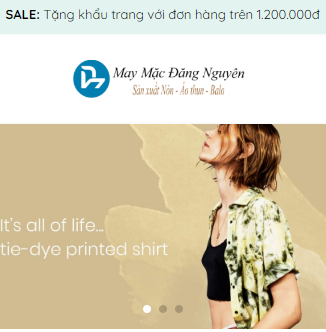 SALE: Tặng khẩu trang với đơn hàng trên 1.200.000đ
May Mặc Đăng Nguyên
Sản xuất Nón - Áo thun - Balo
It's all of life...
tie-dye printed shirt